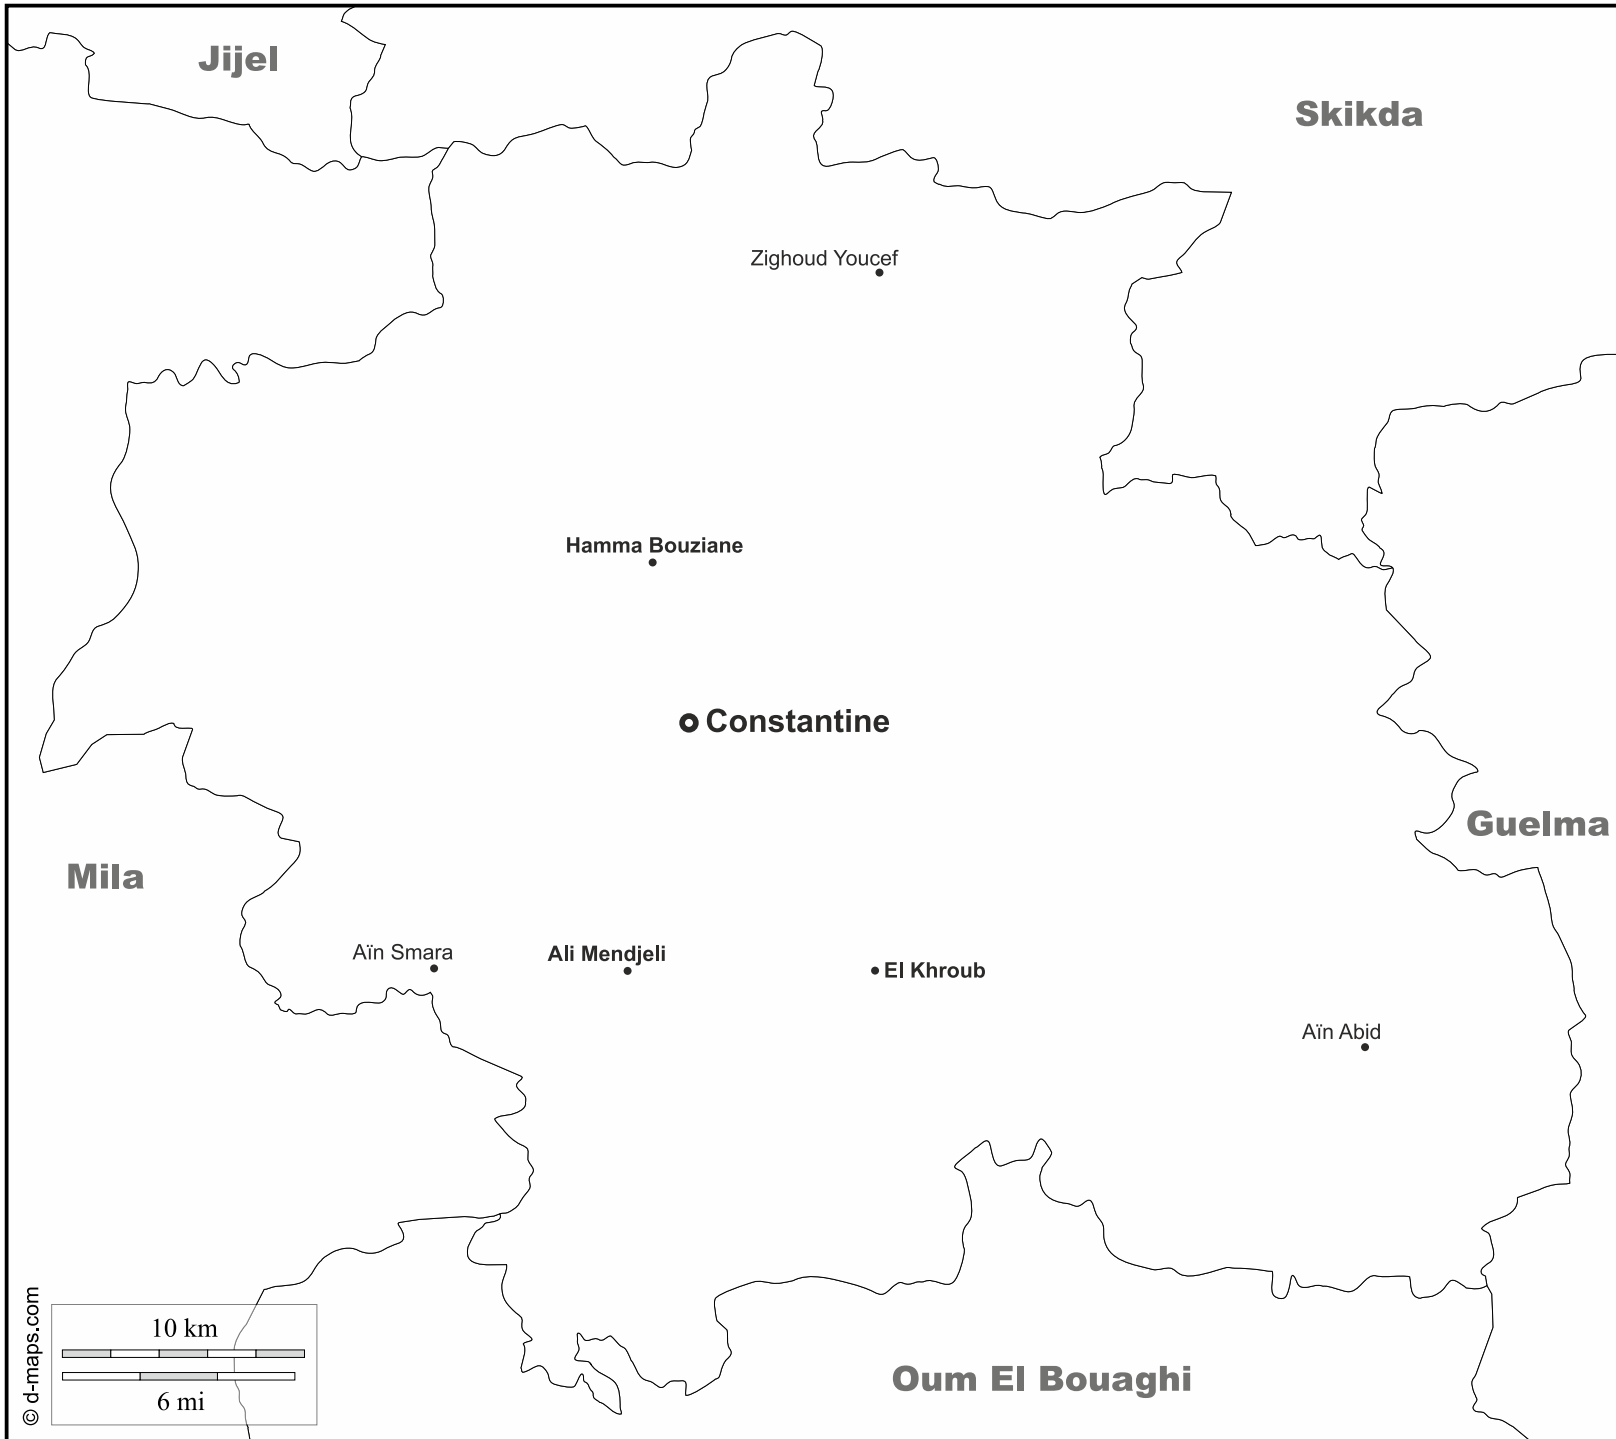 Jijel
Skikda
Zighoud Youcef
Hamma Bouziane
Constantine
Guelma
Mila
Aïn Smara
Ali Mendjeli
El Khroub
Aïn Abid
Oum El Bouaghi
10 km
6 mi
© d-maps.com